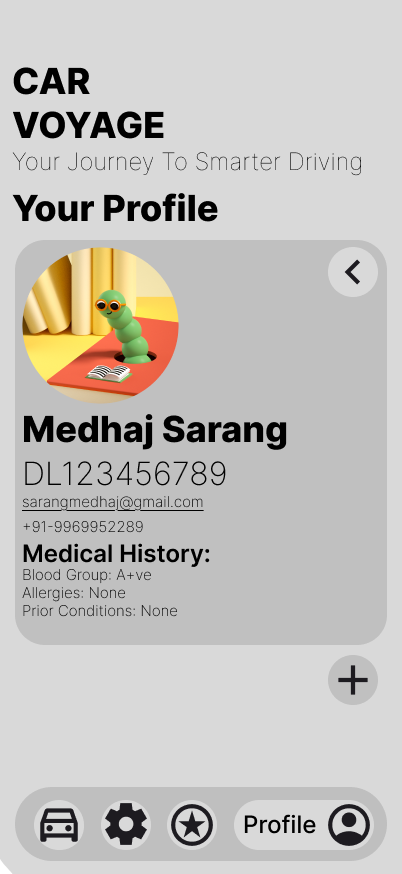 CAR
VOYAGE
Your Journey To Smarter Driving
Your Profile
Medhaj Sarang
DL123456789
sarangmedhaj@gmail.com
+91-9969952289
Medical History:
Blood Group: A+ve
Allergies: None
Prior Conditions: None
Profile